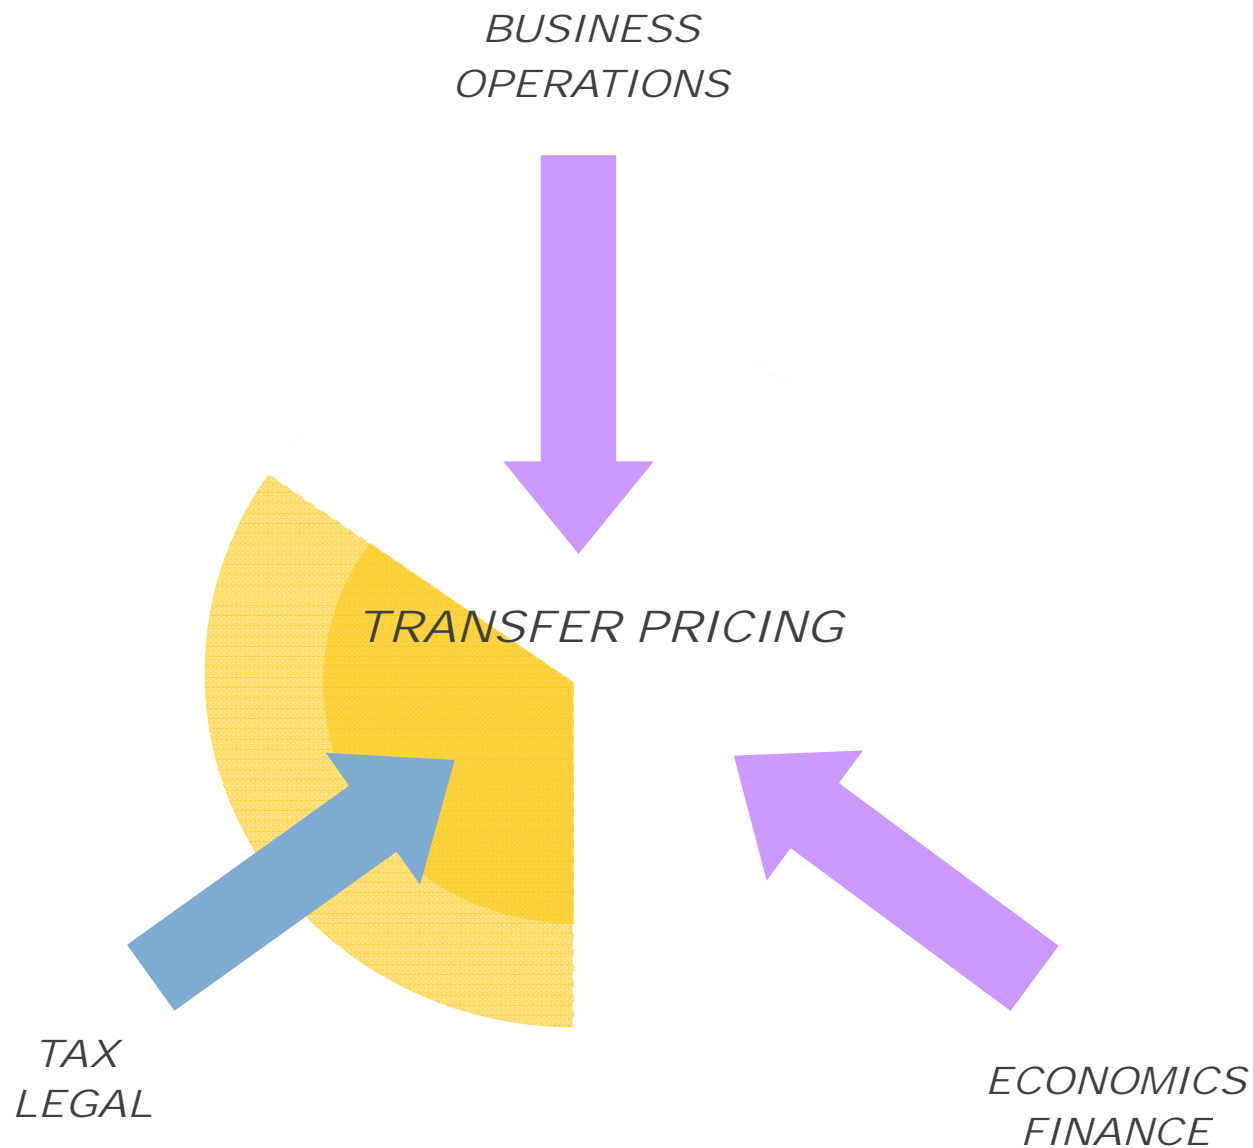 BUSINESS
OPERATIONS
TRANSFER PRICING
TAX
LEGAL
ECONOMICS
FINANCE